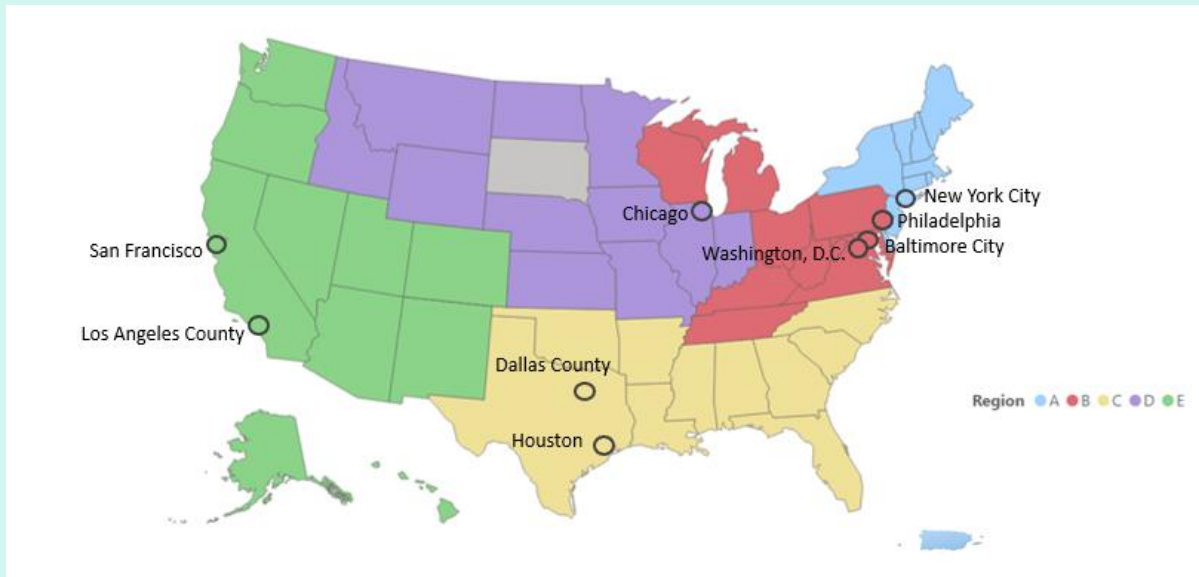 New York City
Chicago
Philadelphia
San Francisco
Washington, D.C.
Baltimore City
Los Angeles County
Dallas County
Region A B C D E
Houston